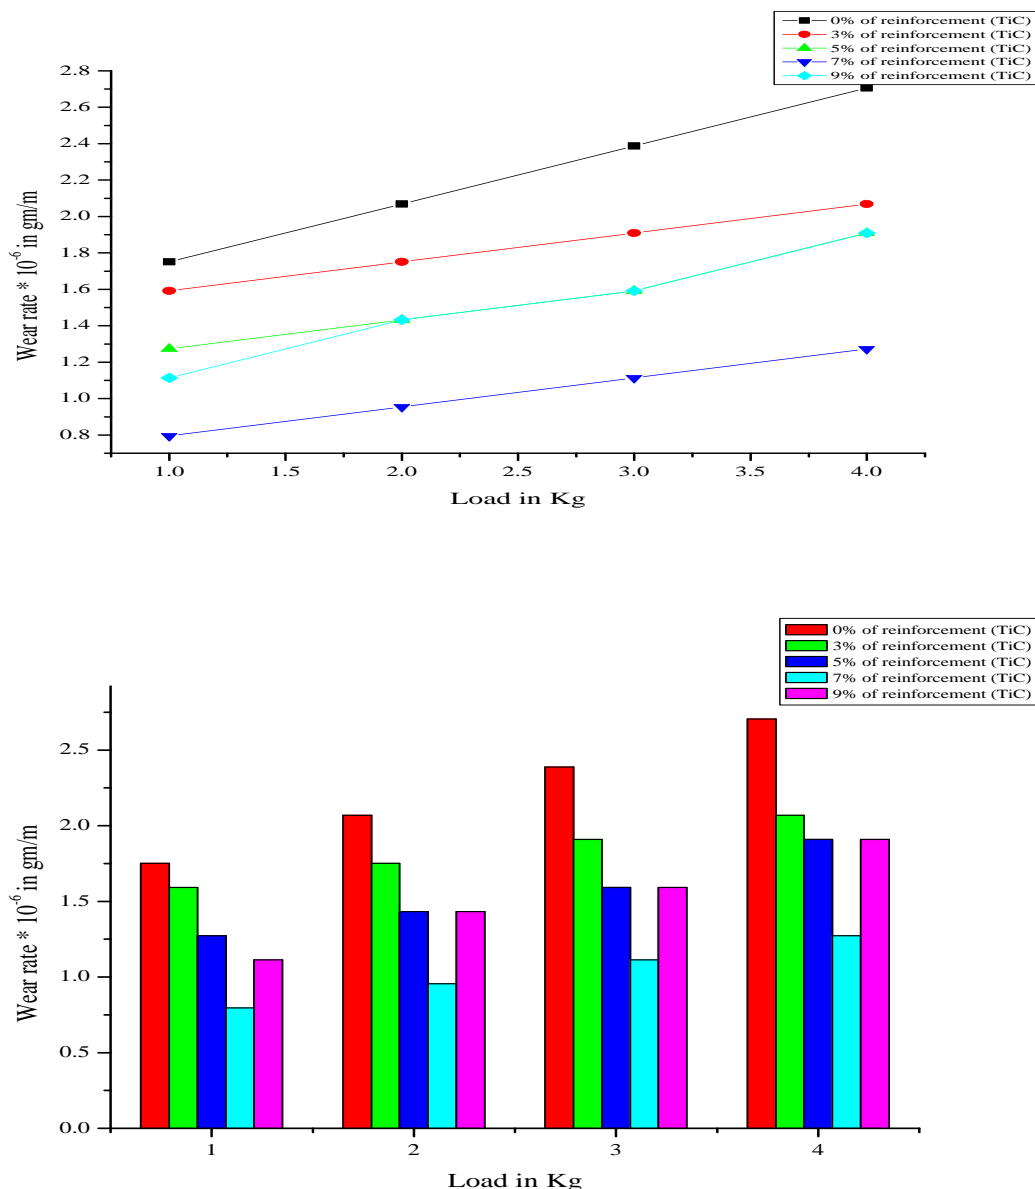 0% of reinforcement (TiC)
3% of reinforcement (TiC)
5% of reinforcement (TiC)
7% of reinforcement (TiC)
9% of reinforcement (TiC)
2.8
2.6
2.4
2.2
2.0
1.8
1.6
1.4
1.2
1.0
0.8
Wear rate * 10⁻⁶ in gm/m
1.0 1.5 2.0 2.5 3.0 3.5 4.0
Load in Kg
0% of reinforcement (TiC)
3% of reinforcement (TiC)
5% of reinforcement (TiC)
7% of reinforcement (TiC)
9% of reinforcement (TiC)
2.5
2.0
1.5
1.0
0.5
0.0
Wear rate * 10⁻⁶ in gm/m
1 2 3 4
Load in Kg